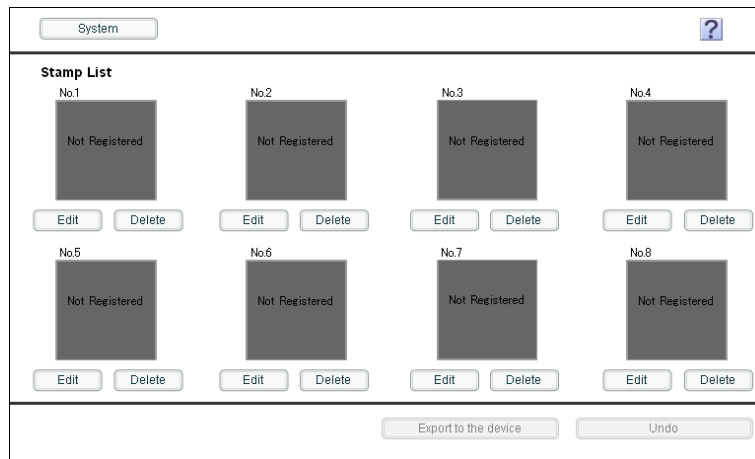 System
?
Stamp List
No.1 No.2 No.3 No.4
Not Registered Not Registered Not Registered Not Registered
Edit Delete Edit Delete Edit Delete Edit Delete
No.5 No.6 No.7 No.8
Not Registered Not Registered Not Registered Not Registered
Edit Delete Edit Delete Edit Delete Edit Delete
Export to the device Undo